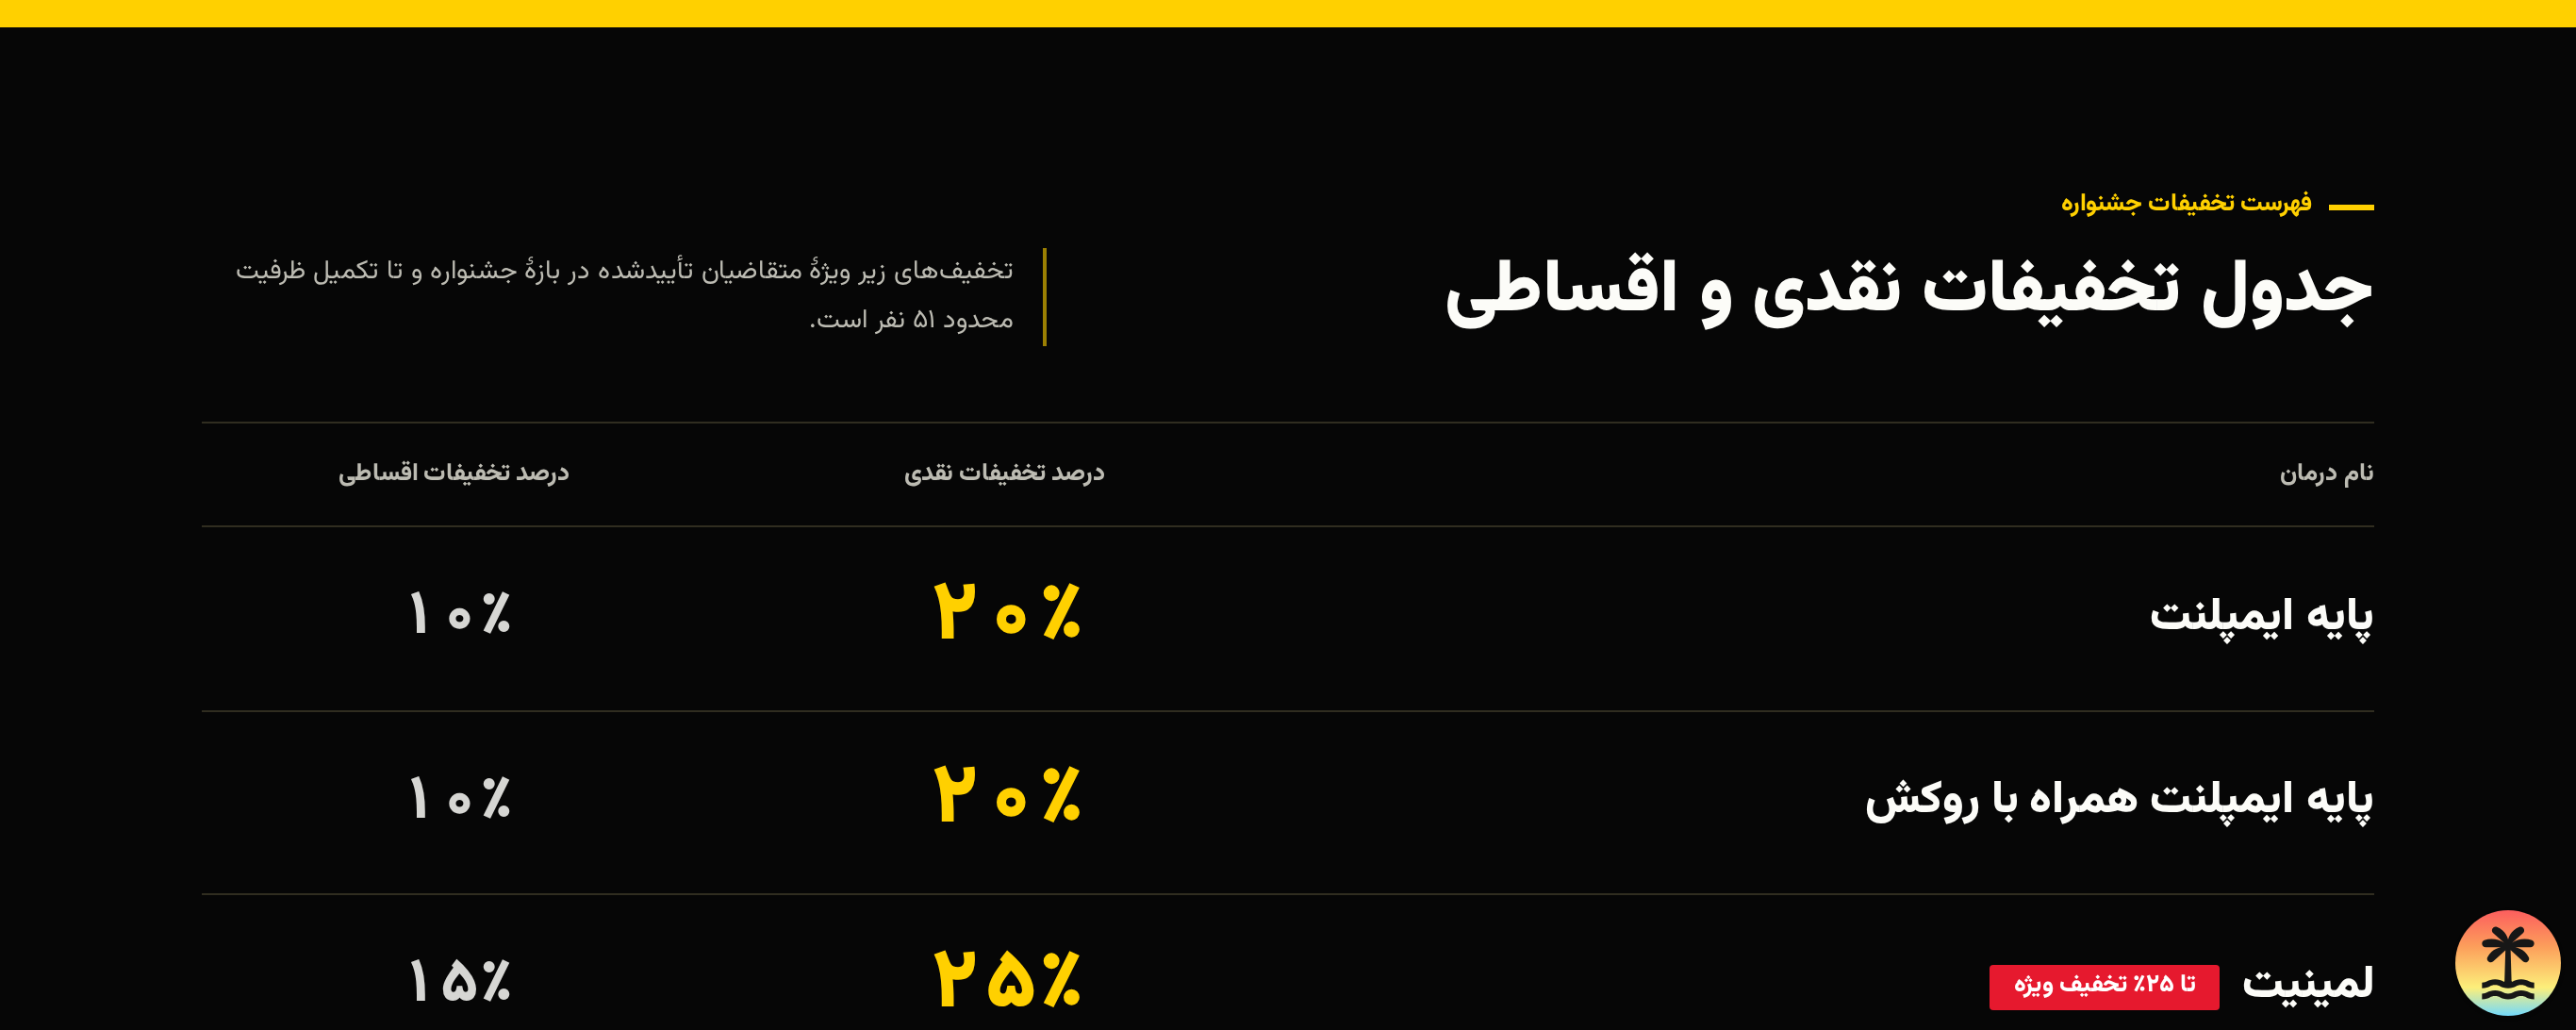 فهرست تخفیفات جشنواره
جدول تخفیفات نقدی و اقساطی
تخفیف‌های زیر ویژهٔ متقاضیان تأییدشده در بازهٔ جشنواره و تا تکمیل ظرفیت
محدود ۵۱ نفر است.
نام درمان درصد تخفیفات نقدی درصد تخفیفات اقساطی
پایه ایمپلنت ۲۰٪ ۱۰٪
پایه ایمپلنت همراه با روکش ۲۰٪ ۱۰٪
لمینیت تا ۲۵٪ تخفیف ویژه ۲۵٪ ۱۵٪